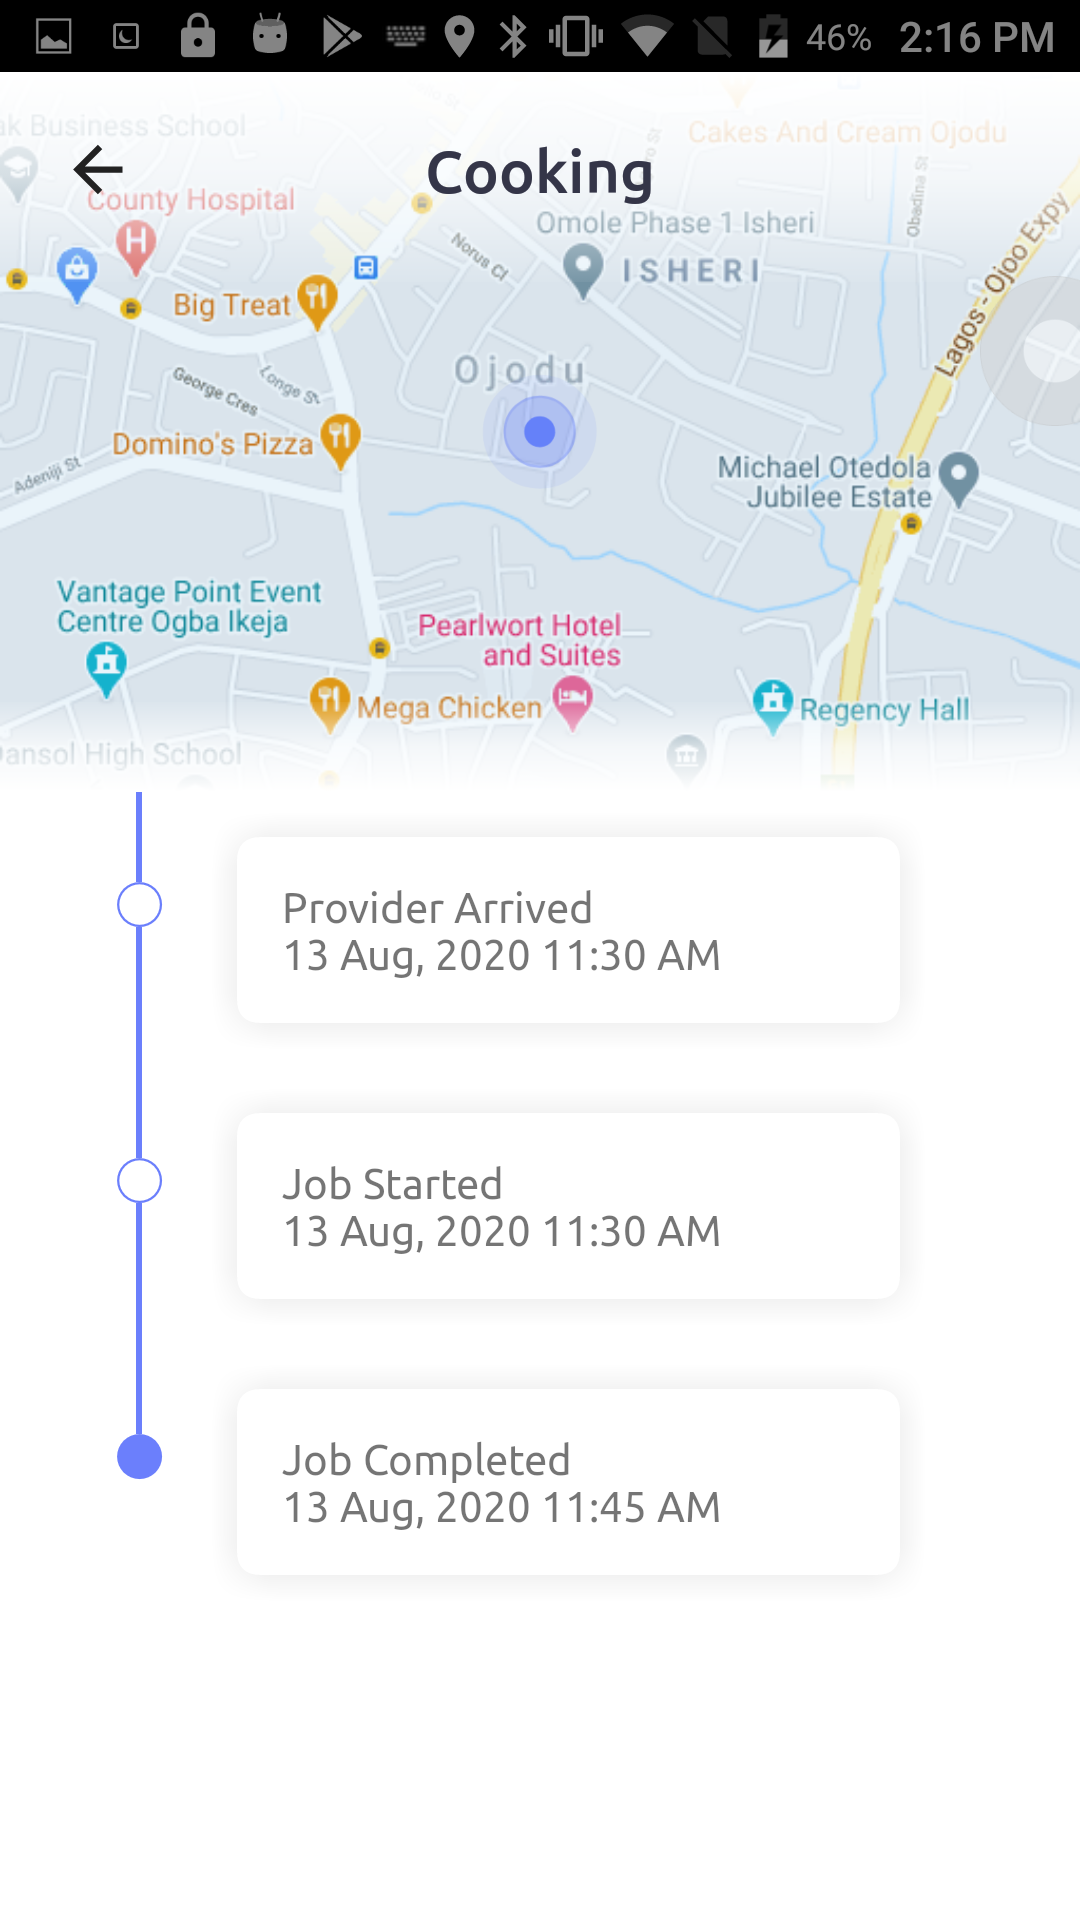 46% 2:16 PM
ak Business School
Cakes And Cream Ojodu
Cooking
County Hospital
Omole Phase 1 Isheri
Obadina St
Norus Cl
ISHERI
Lagos - Ojoo Expy
Big Treat
Ojodu
Longe St
George Cres
Domino's Pizza
Adeniji St
Michael Otedola
Jubilee Estate
Vantage Point Event
Centre Ogba Ikeja
Pearlwort Hotel
and Suites
Mega Chicken
Regency Hall
Dansol High School
Provider Arrived
13 Aug, 2020 11:30 AM
Job Started
13 Aug, 2020 11:30 AM
Job Completed
13 Aug, 2020 11:45 AM